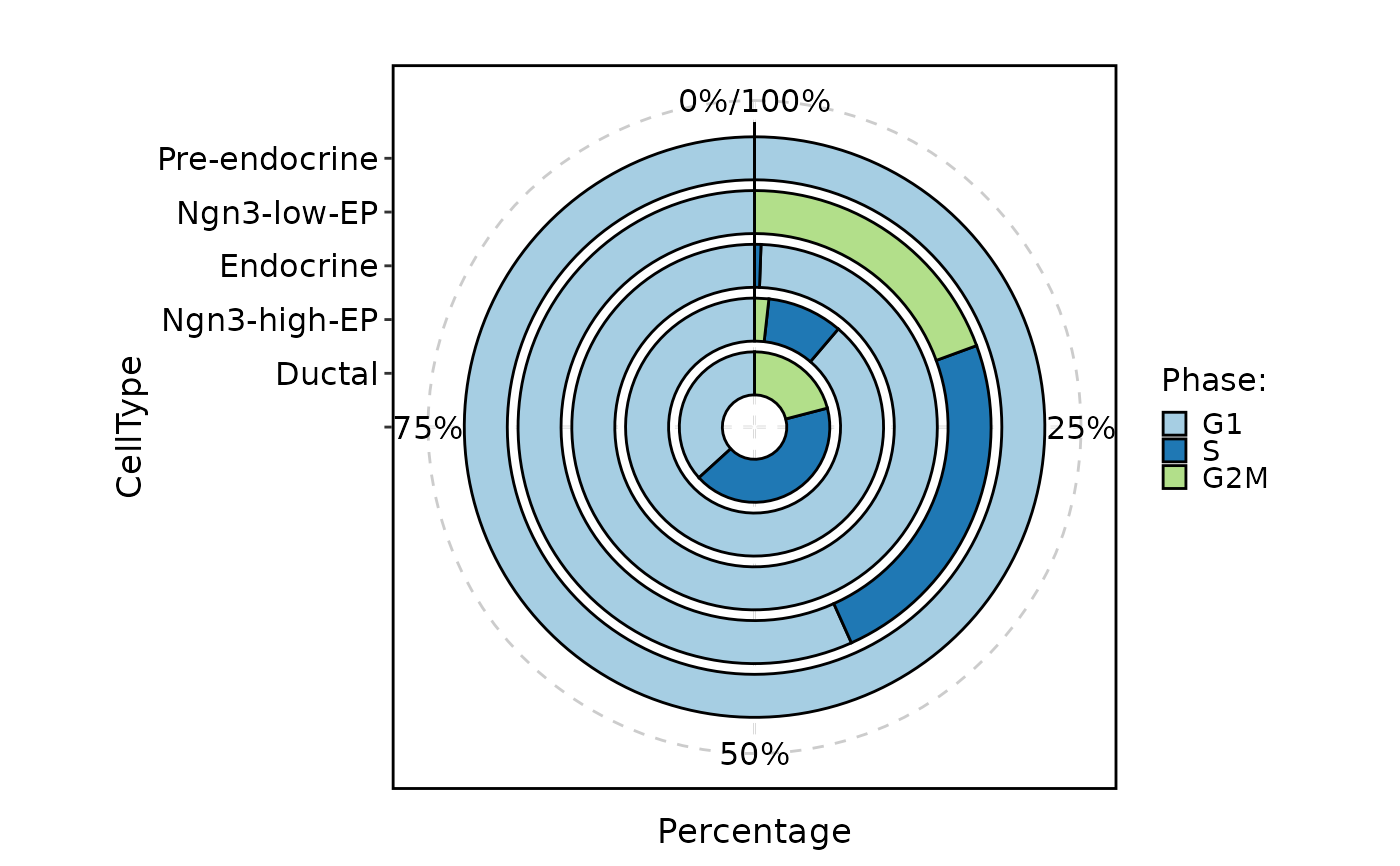 0%/100%
Pre-endocrine
Ngn3-low-EP
Endocrine
Ngn3-high-EP
Ductal
CellType
75%
25%
50%
Percentage
Phase:
G1
S
G2M